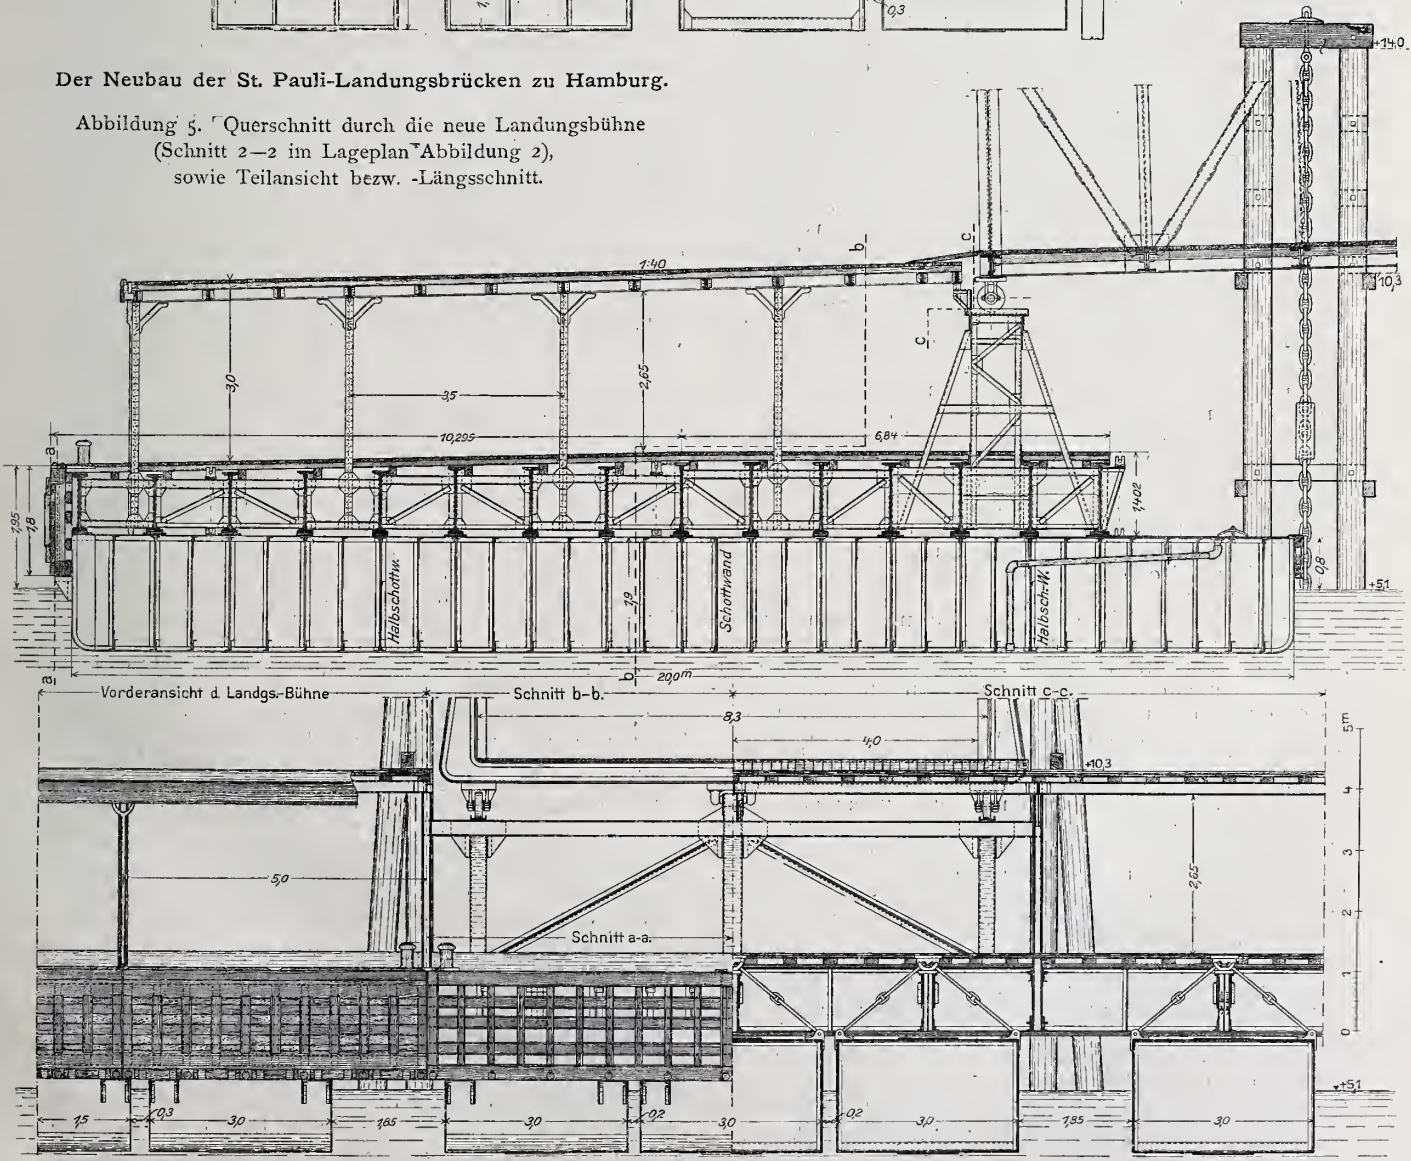 0,3
+14,0
Der Neubau der St. Pauli-Landungsbrücken zu Hamburg.
Abbildung 5. Querschnitt durch die neue Landungsbühne
(Schnitt 2—2 im Lageplan Abbildung 2),
sowie Teilansicht bezw. -Längsschnitt.
b
c
1:40
10,3
c
3,0
3,5
2,65
a
10,295
6,84
1,95
1,8
1,402
Halbschottw.
1,9
Schottwand
Halbsch.-W.
0,8
+5,1
a
b
20,0m
Vorderansicht d. Landgs.-Bühne
Schnitt b-b.
Schnitt c-c.
8,3
4,0
5m
+10,3
4
3
5,0
2,65
2
Schnitt a-a.
1
0
+5,1
1,5
0,3
3,0
1,85
3,0
0,2
3,0
0,2
3,0
1,85
3,0